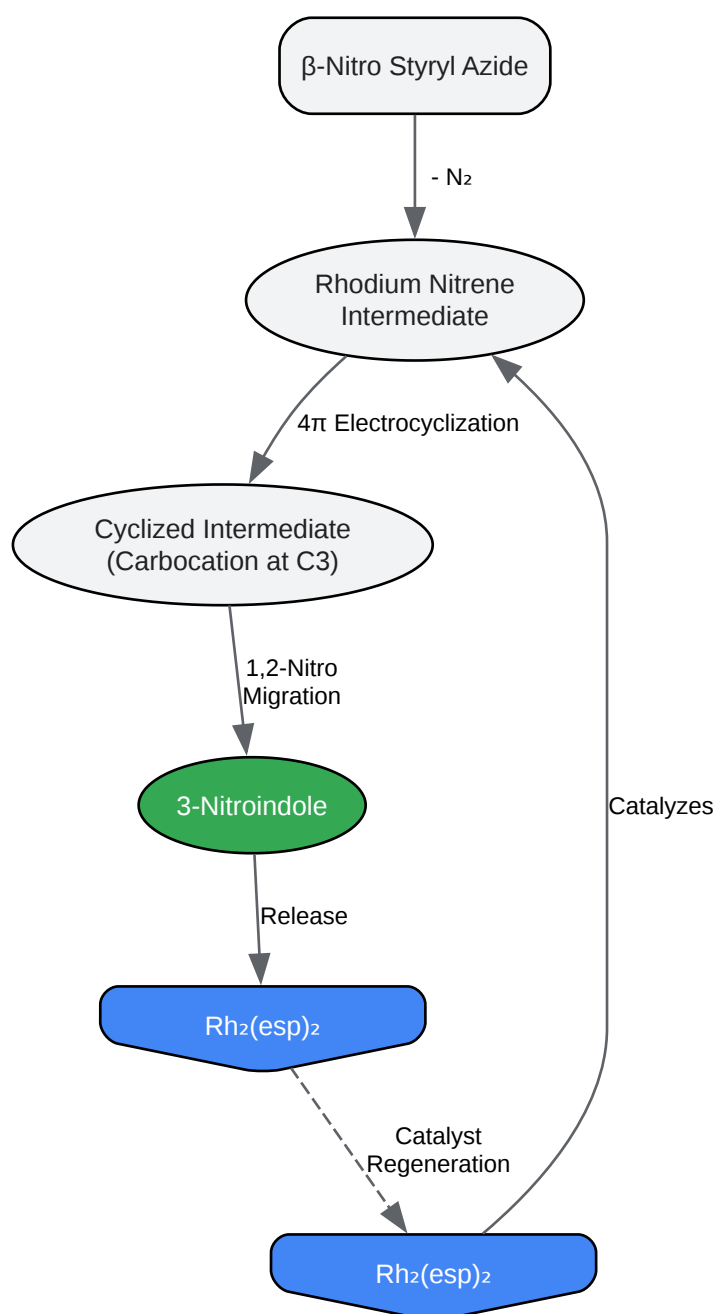 β-Nitro Styryl Azide
- N₂
Rhodium Nitrene
Intermediate
4π Electrocyclization
Cyclized Intermediate
(Carbocation at C3)
1,2-Nitro
Migration
3-Nitroindole
Catalyzes
Release
Rh₂(esp)₂
Catalyst
Regeneration
Rh₂(esp)₂